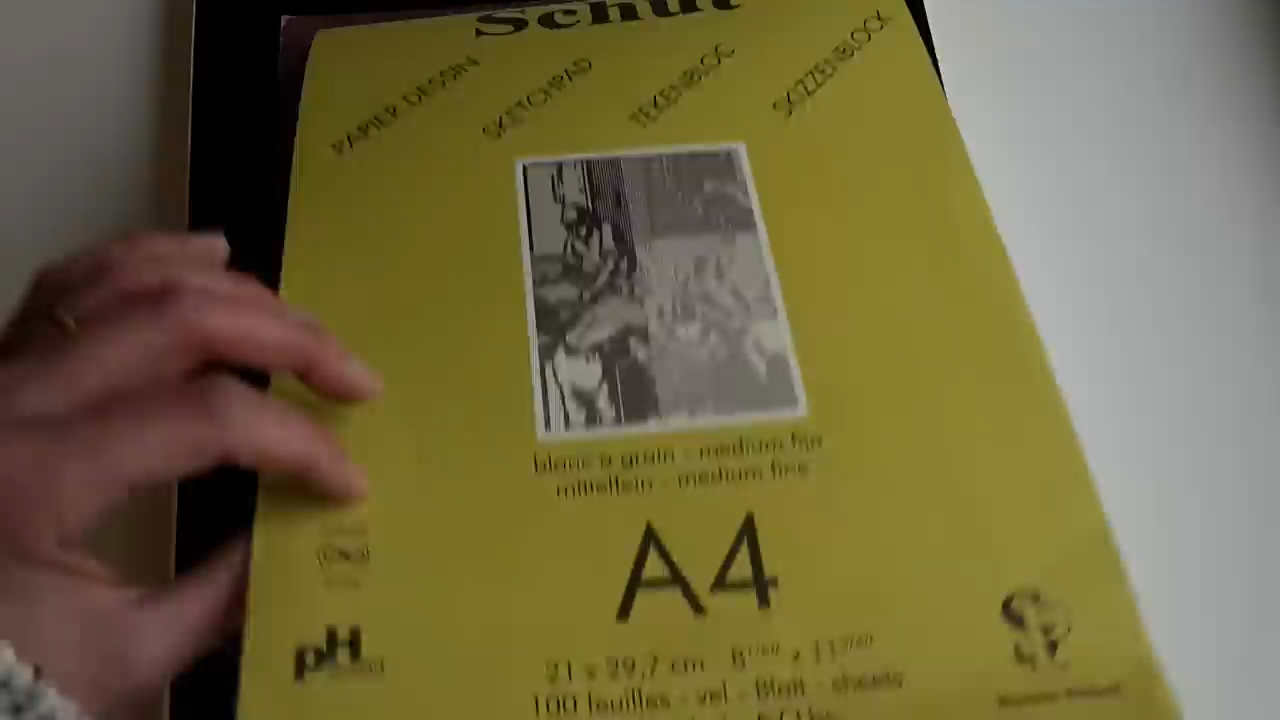 Schut
PAPIER DESSIN
SKETCHPAD
TEKENBLOC
SKIZZENBLOCK
blanc à grain - medium fin
mittelfein - medium fine
A4
pH
21 x 29,7 cm
100 feuilles - vel - Blatt - sheets